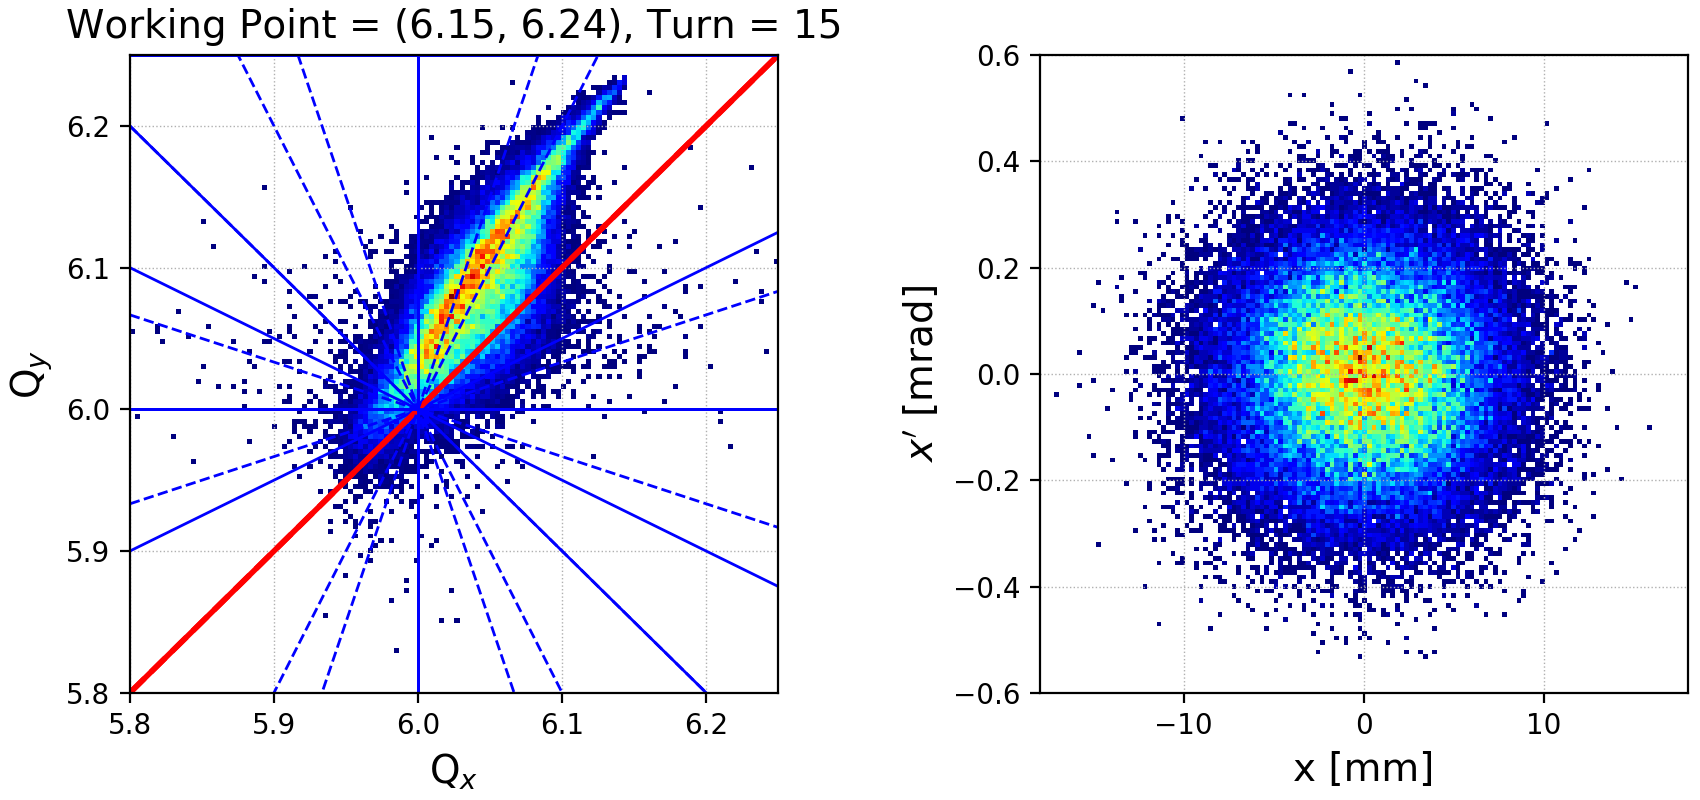 Working Point = (6.15, 6.24), Turn = 15
6.2
6.1
6.0
5.9
5.8
Q_y
5.8 5.9 6.0 6.1 6.2
Q_x
0.6
0.4
0.2
0.0
−0.2
−0.4
−0.6
x′ [mrad]
−10 0 10
x [mm]